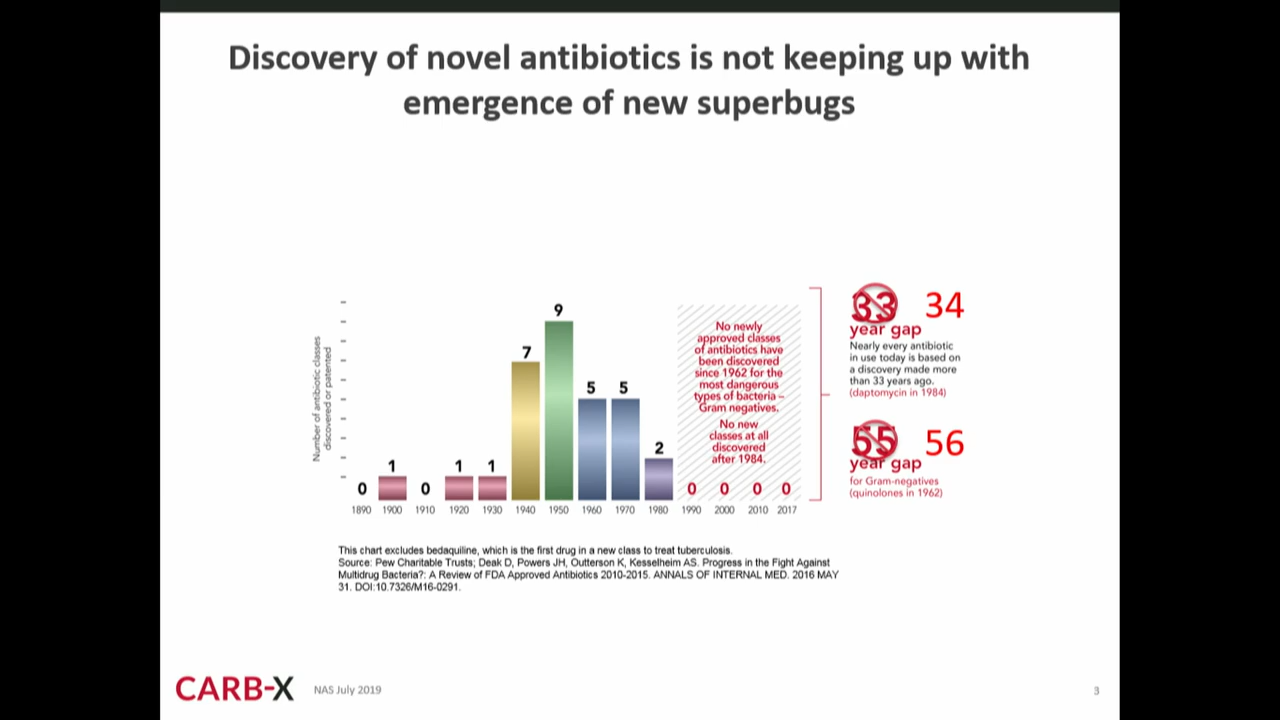 Discovery of novel antibiotics is not keeping up with
emergence of new superbugs
Number of antibiotic classes
discovered or patented
0
1
0
1
1
7
9
5
5
2
0
0
0
0
1890
1900
1910
1920
1930
1940
1950
1960
1970
1980
1990
2000
2010
2017
No newly
approved classes
of antibiotics have
been discovered
since 1962 for the
most dangerous
types of bacteria –
Gram negatives.
No new
classes at all
discovered
after 1984.
33 34
year gap
Nearly every antibiotic
in use today is based on
a discovery made more
than 33 years ago.
(daptomycin in 1984)
55 56
year gap
for Gram-negatives
(quinolones in 1962)
This chart excludes bedaquiline, which is the first drug in a new class to treat tuberculosis.
Source: Pew Charitable Trusts; Deak D, Powers JH, Outterson K, Kesselheim AS. Progress in the Fight Against
Multidrug Bacteria?: A Review of FDA Approved Antibiotics 2010-2015. ANNALS OF INTERNAL MED. 2016 MAY
31. DOI:10.7326/M16-0291.
CARB-X
NAS July 2019
3